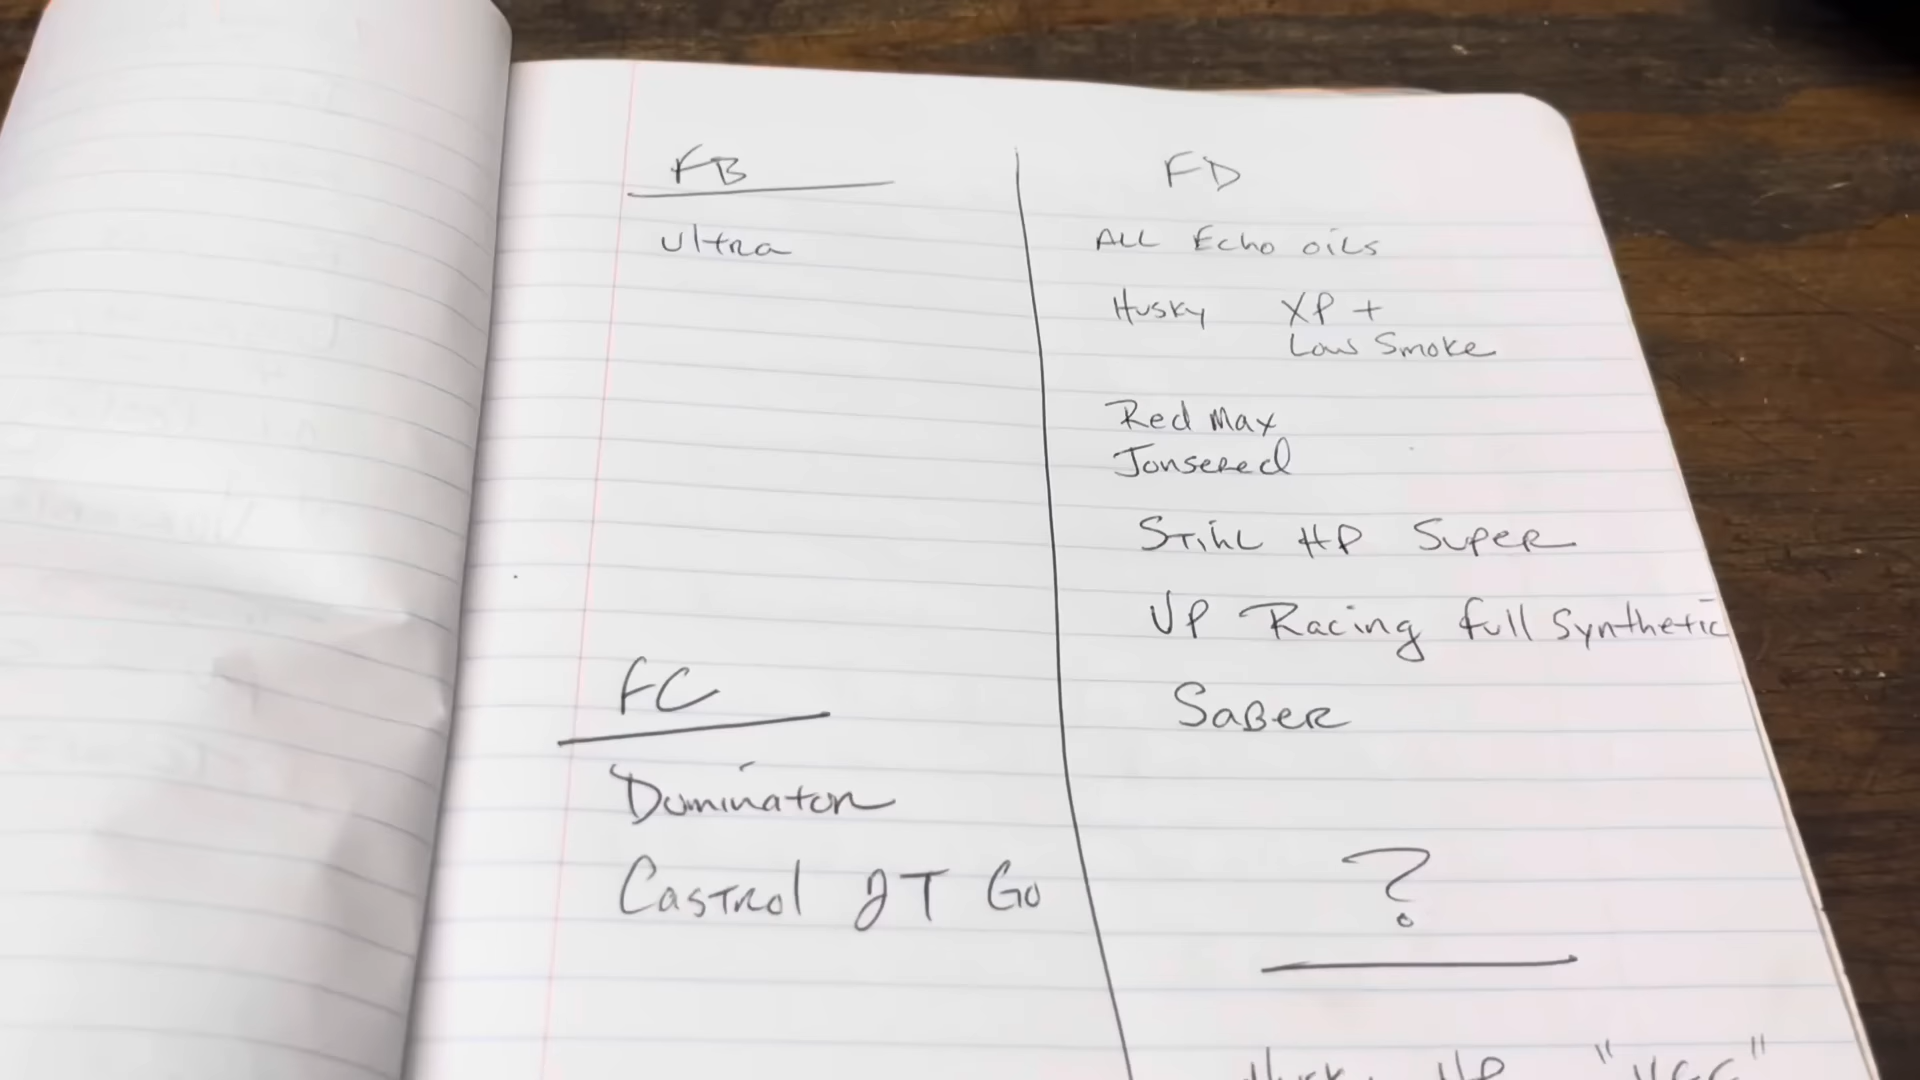 FB
Ultra
FC
Dominator
Castrol 2T Go
FD
ALL Echo oils
Husky XP +
Low Smoke
Red Max
Jonsered
Stihl HP Super
VP Racing full Synthetic
Saber
?